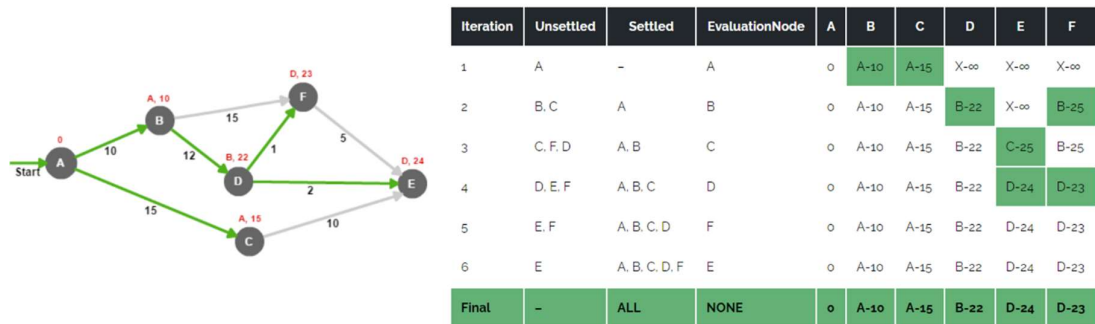 D, 23
F
A, 10
B
15
5
0
10
12
B, 22
1
D, 24
Start
A
D
2
E
15
A, 15
10
C
Iteration Unsettled Settled EvaluationNode A B C D E F
1 A – A 0 A-10 A-15 X-∞ X-∞ X-∞
2 B, C A B 0 A-10 A-15 B-22 X-∞ B-25
3 C, F, D A, B C 0 A-10 A-15 B-22 C-25 B-25
4 D, E, F A, B, C D 0 A-10 A-15 B-22 D-24 D-23
5 E, F A, B, C, D F 0 A-10 A-15 B-22 D-24 D-23
6 E A, B, C, D, F E 0 A-10 A-15 B-22 D-24 D-23
Final – ALL NONE 0 A-10 A-15 B-22 D-24 D-23